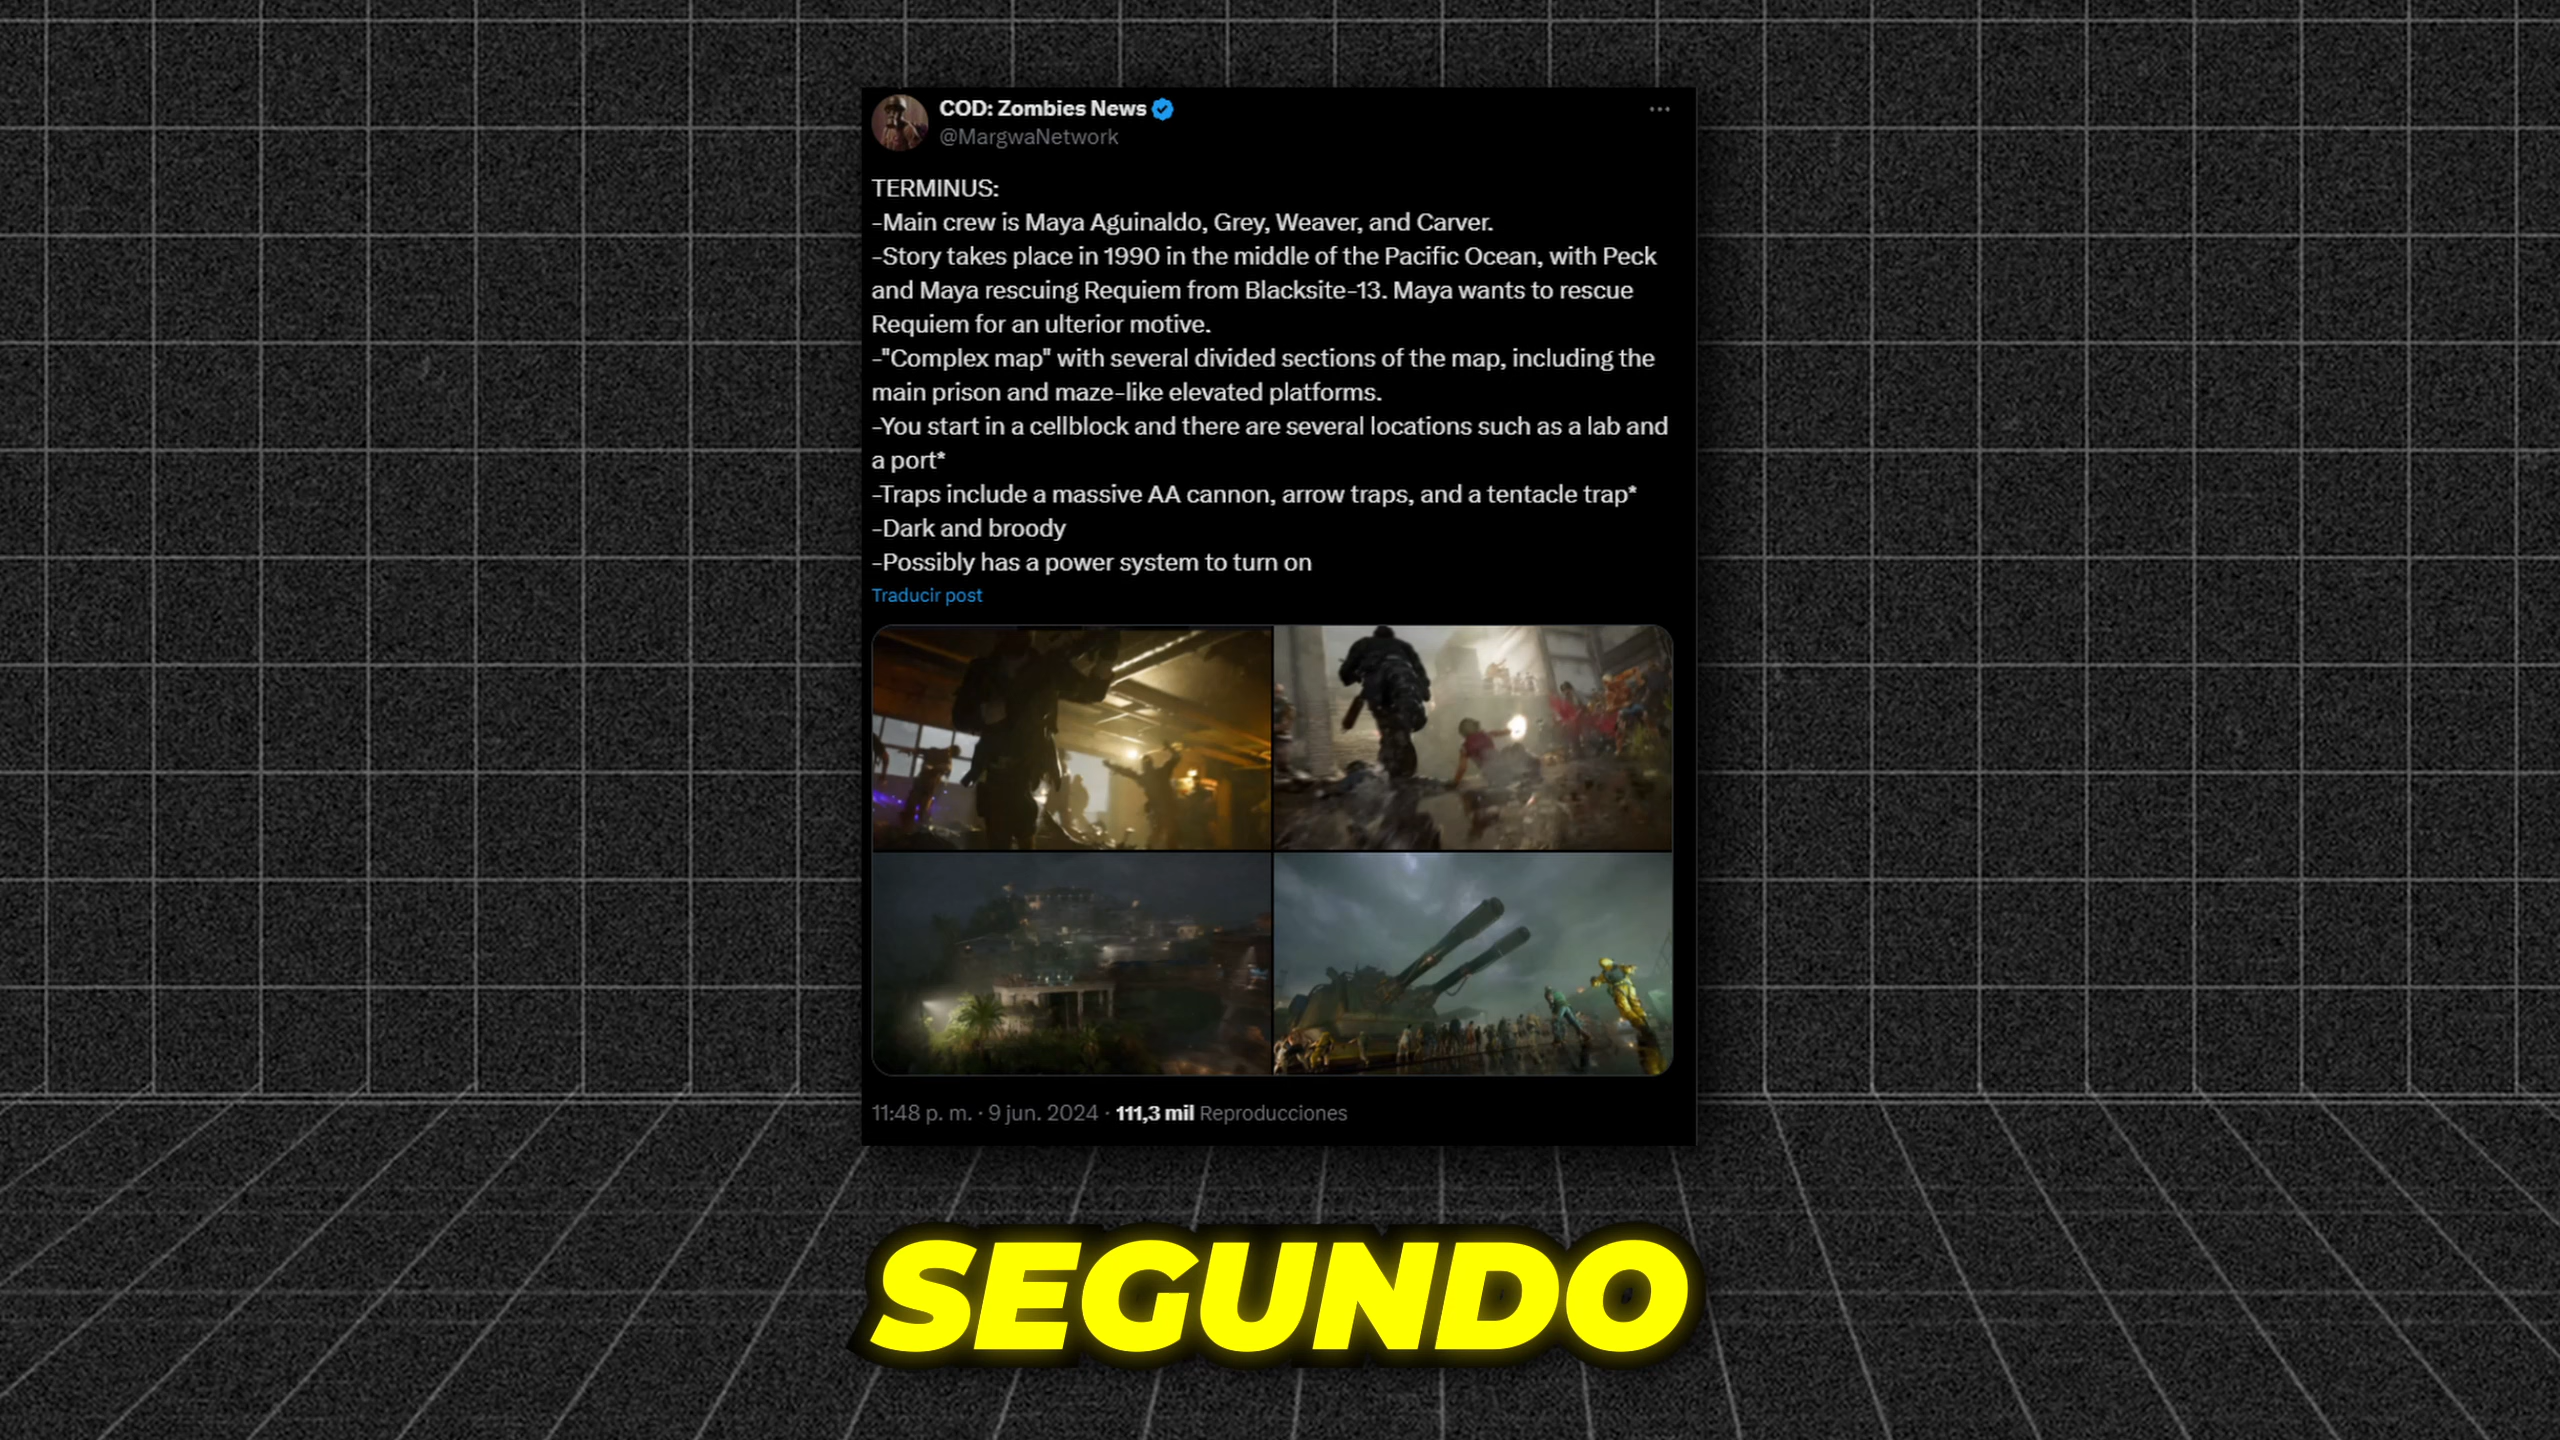 COD: Zombies News
@MargwaNetwork
TERMINUS:
-Main crew is Maya Aguinaldo, Grey, Weaver, and Carver.
-Story takes place in 1990 in the middle of the Pacific Ocean, with Peck
and Maya rescuing Requiem from Blacksite-13. Maya wants to rescue
Requiem for an ulterior motive.
-"Complex map" with several divided sections of the map, including the
main prison and maze-like elevated platforms.
-You start in a cellblock and there are several locations such as a lab and
a port*
-Traps include a massive AA cannon, arrow traps, and a tentacle trap*
-Dark and broody
-Possibly has a power system to turn on
Traducir post
11:48 p. m. · 9 jun. 2024 · 111,3 mil Reproducciones
SEGUNDO